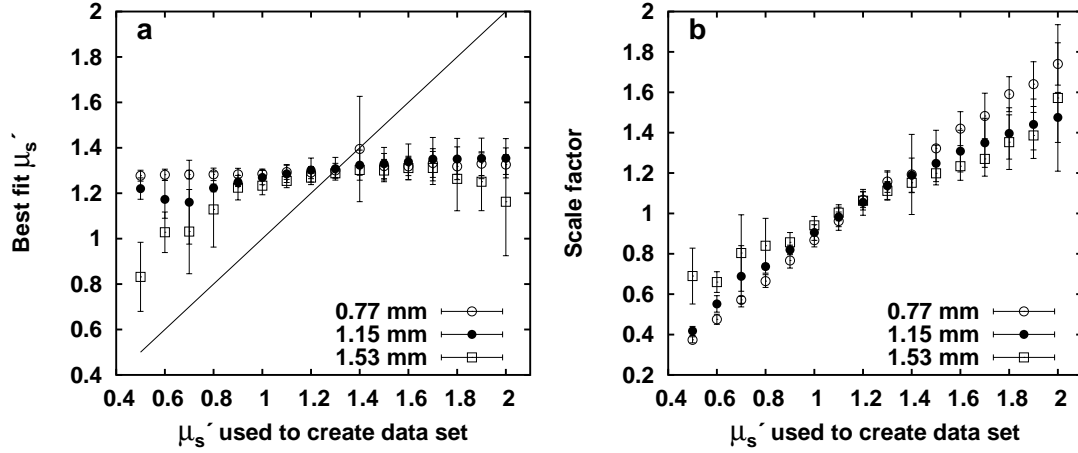 a
Best fit μs´
2
1.8
1.6
1.4
1.2
1
0.8
0.6
0.4
0.77 mm
1.15 mm
1.53 mm
0.4 0.6 0.8 1 1.2 1.4 1.6 1.8 2
μs´ used to create data set
b
Scale factor
2
1.8
1.6
1.4
1.2
1
0.8
0.6
0.4
0.2
0.77 mm
1.15 mm
1.53 mm
0.4 0.6 0.8 1 1.2 1.4 1.6 1.8 2
μs´ used to create data set